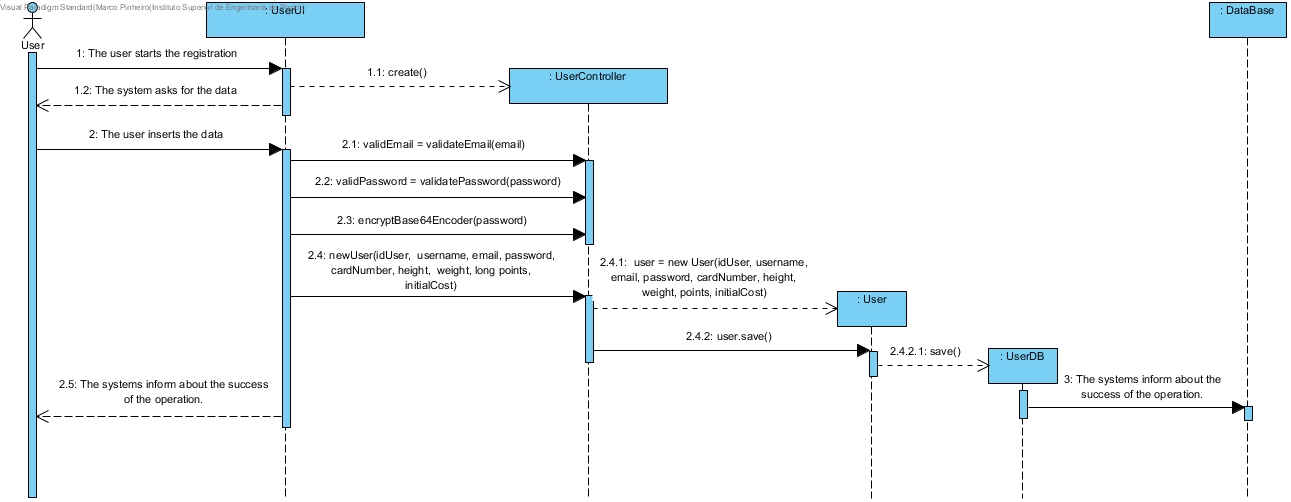 Visual Paradigm Standard(Marco Pinheiro(Instituto Superior de Engenharia do
: UserUI
: DataBase
User
1: The user starts the registration
1.1: create()
: UserController
1.2: The system asks for the data
2: The user inserts the data
2.1: validEmail = validateEmail(email)
2.2: validPassword = validatePassword(password)
2.3: encryptBase64Encoder(password)
2.4: newUser(idUser, username, email, password,
cardNumber, height, weight, long points,
initialCost)
2.4.1: user = new User(idUser, username,
email, password, cardNumber, height,
weight, points, initialCost)
: User
2.4.2: user.save()
2.4.2.1: save()
: UserDB
2.5: The systems inform about the success
of the operation.
3: The systems inform about the
success of the operation.